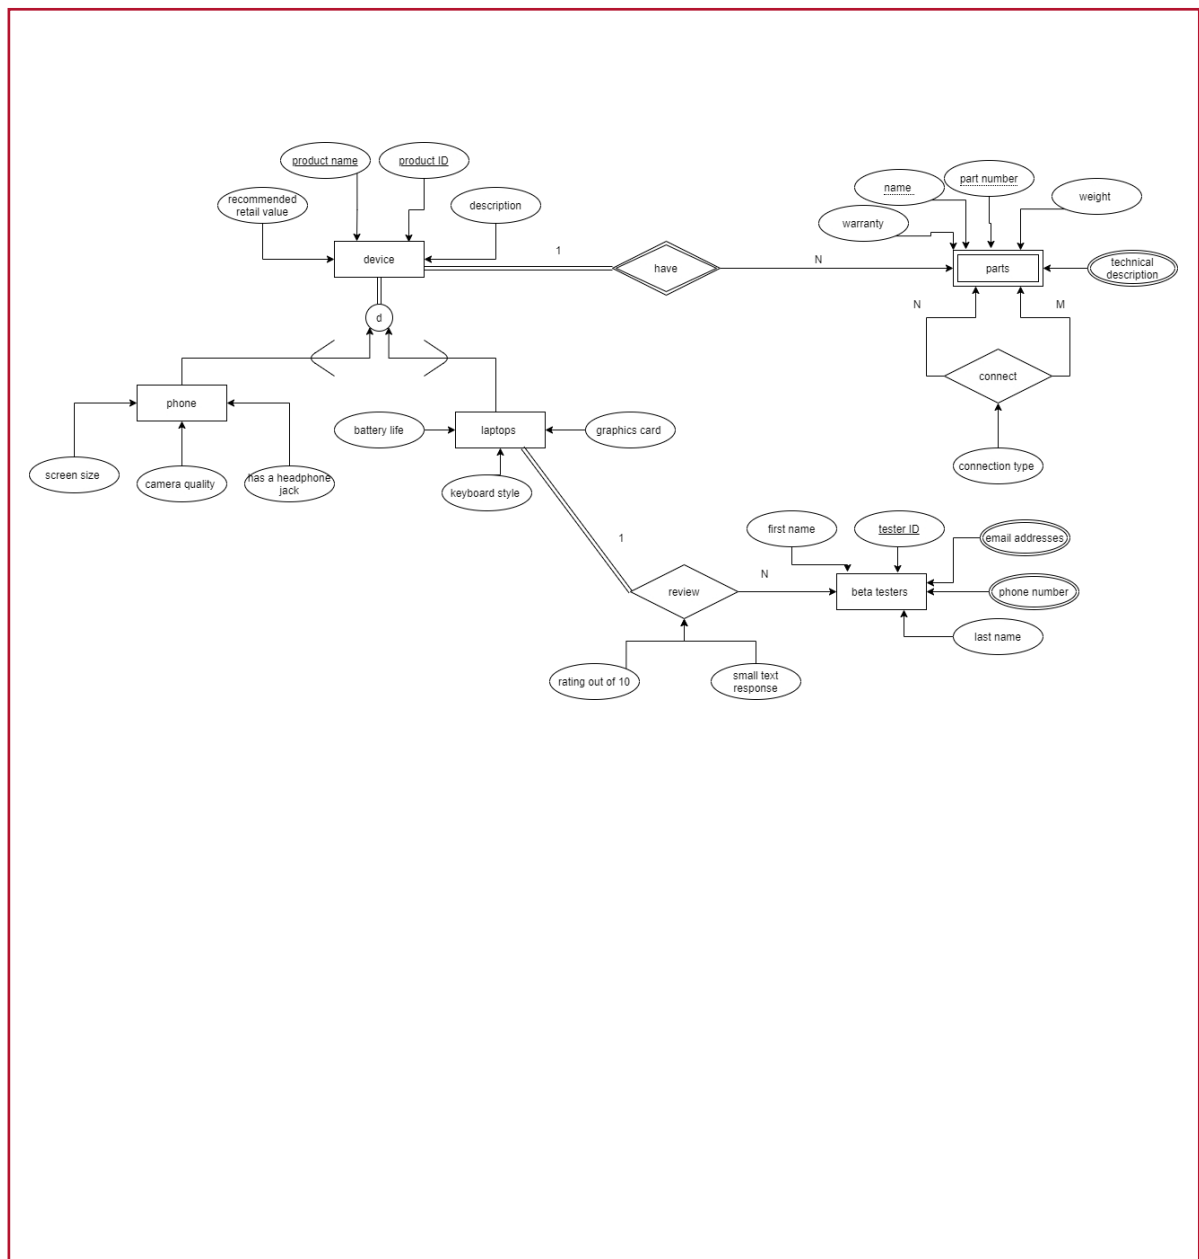 product name
product ID
recommended
retail value
description
device
1
have
N
name
part number
weight
warranty
parts
technical
description
N
M
connect
connection type
d
phone
screen size
camera quality
has a headphone
jack
battery life
laptops
graphics card
keyboard style
1
review
N
rating out of 10
small text
response
first name
tester ID
email addresses
beta testers
phone number
last name